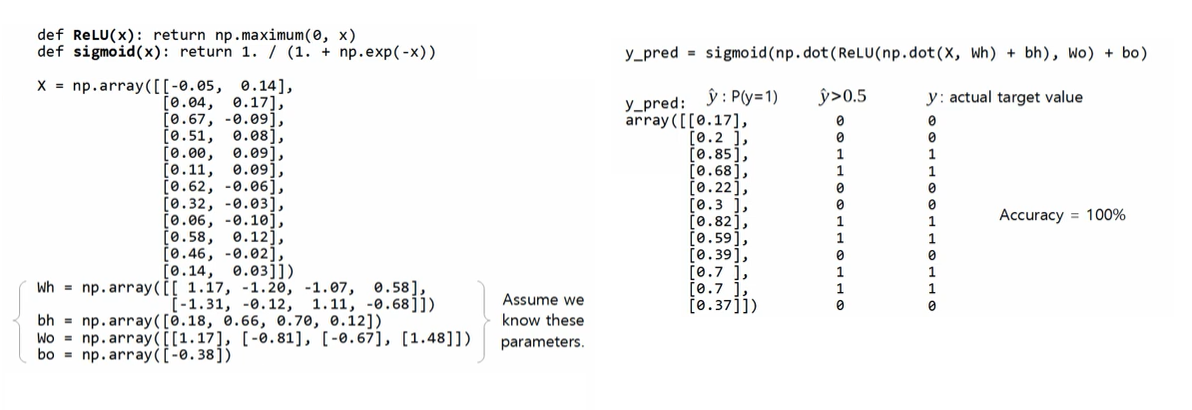 def ReLU(x): return np.maximum(0, x)
def sigmoid(x): return 1. / (1. + np.exp(-x))
X = np.array([[-0.05,  0.14],
[0.04,  0.17],
[0.67, -0.09],
[0.51,  0.08],
[0.00,  0.09],
[0.11,  0.09],
[0.62, -0.06],
[0.32, -0.03],
[0.06, -0.10],
[0.58,  0.12],
[0.46, -0.02],
[0.14,  0.03]])
Wh = np.array([[ 1.17, -1.20, -1.07,  0.58],
[-1.31, -0.12,  1.11, -0.68]])
bh = np.array([0.18, 0.66, 0.70, 0.12])
Wo = np.array([[1.17], [-0.81], [-0.67], [1.48]])
bo = np.array([-0.38])
Assume we
know these
parameters.
y_pred = sigmoid(np.dot(ReLU(np.dot(X, Wh) + bh), Wo) + bo)
y_pred: ŷ : P(y=1) ŷ>0.5 y: actual target value
array([[0.17], 0 0
[0.2 ], 0 0
[0.85], 1 1
[0.68], 1 1
[0.22], 0 0
[0.3 ], 0 0
[0.82], 1 1
[0.59], 1 1
[0.39], 0 0
[0.7 ], 1 1
[0.7 ], 1 1
[0.37]]) 0 0
Accuracy = 100%